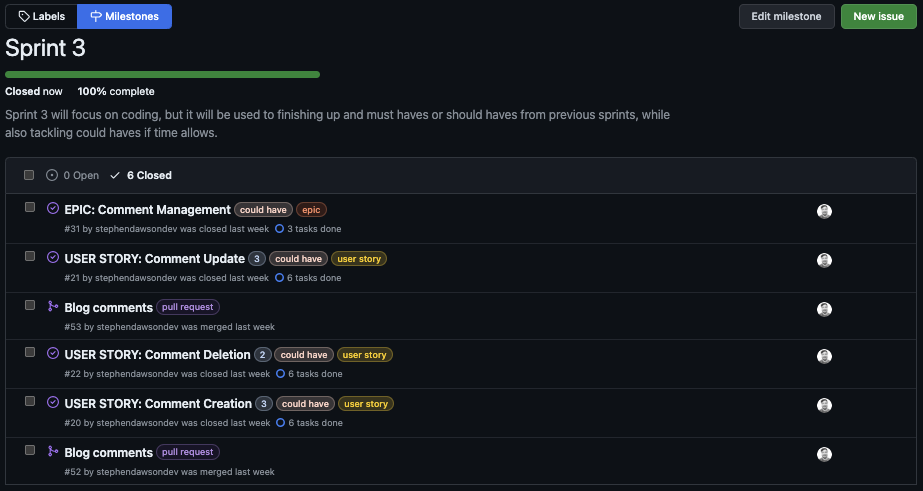 Labels Milestones Edit milestone New issue
Sprint 3
Closed now 100% complete
Sprint 3 will focus on coding, but it will be used to finishing up and must haves or should haves from previous sprints, while
also tackling could haves if time allows.
0 Open 6 Closed
EPIC: Comment Management could have epic
#31 by stephendawsondev was closed last week 3 tasks done
USER STORY: Comment Update 3 could have user story
#21 by stephendawsondev was closed last week 6 tasks done
Blog comments pull request
#53 by stephendawsondev was merged last week
USER STORY: Comment Deletion 2 could have user story
#22 by stephendawsondev was closed last week 6 tasks done
USER STORY: Comment Creation 3 could have user story
#20 by stephendawsondev was closed last week 6 tasks done
Blog comments pull request
#52 by stephendawsondev was merged last week